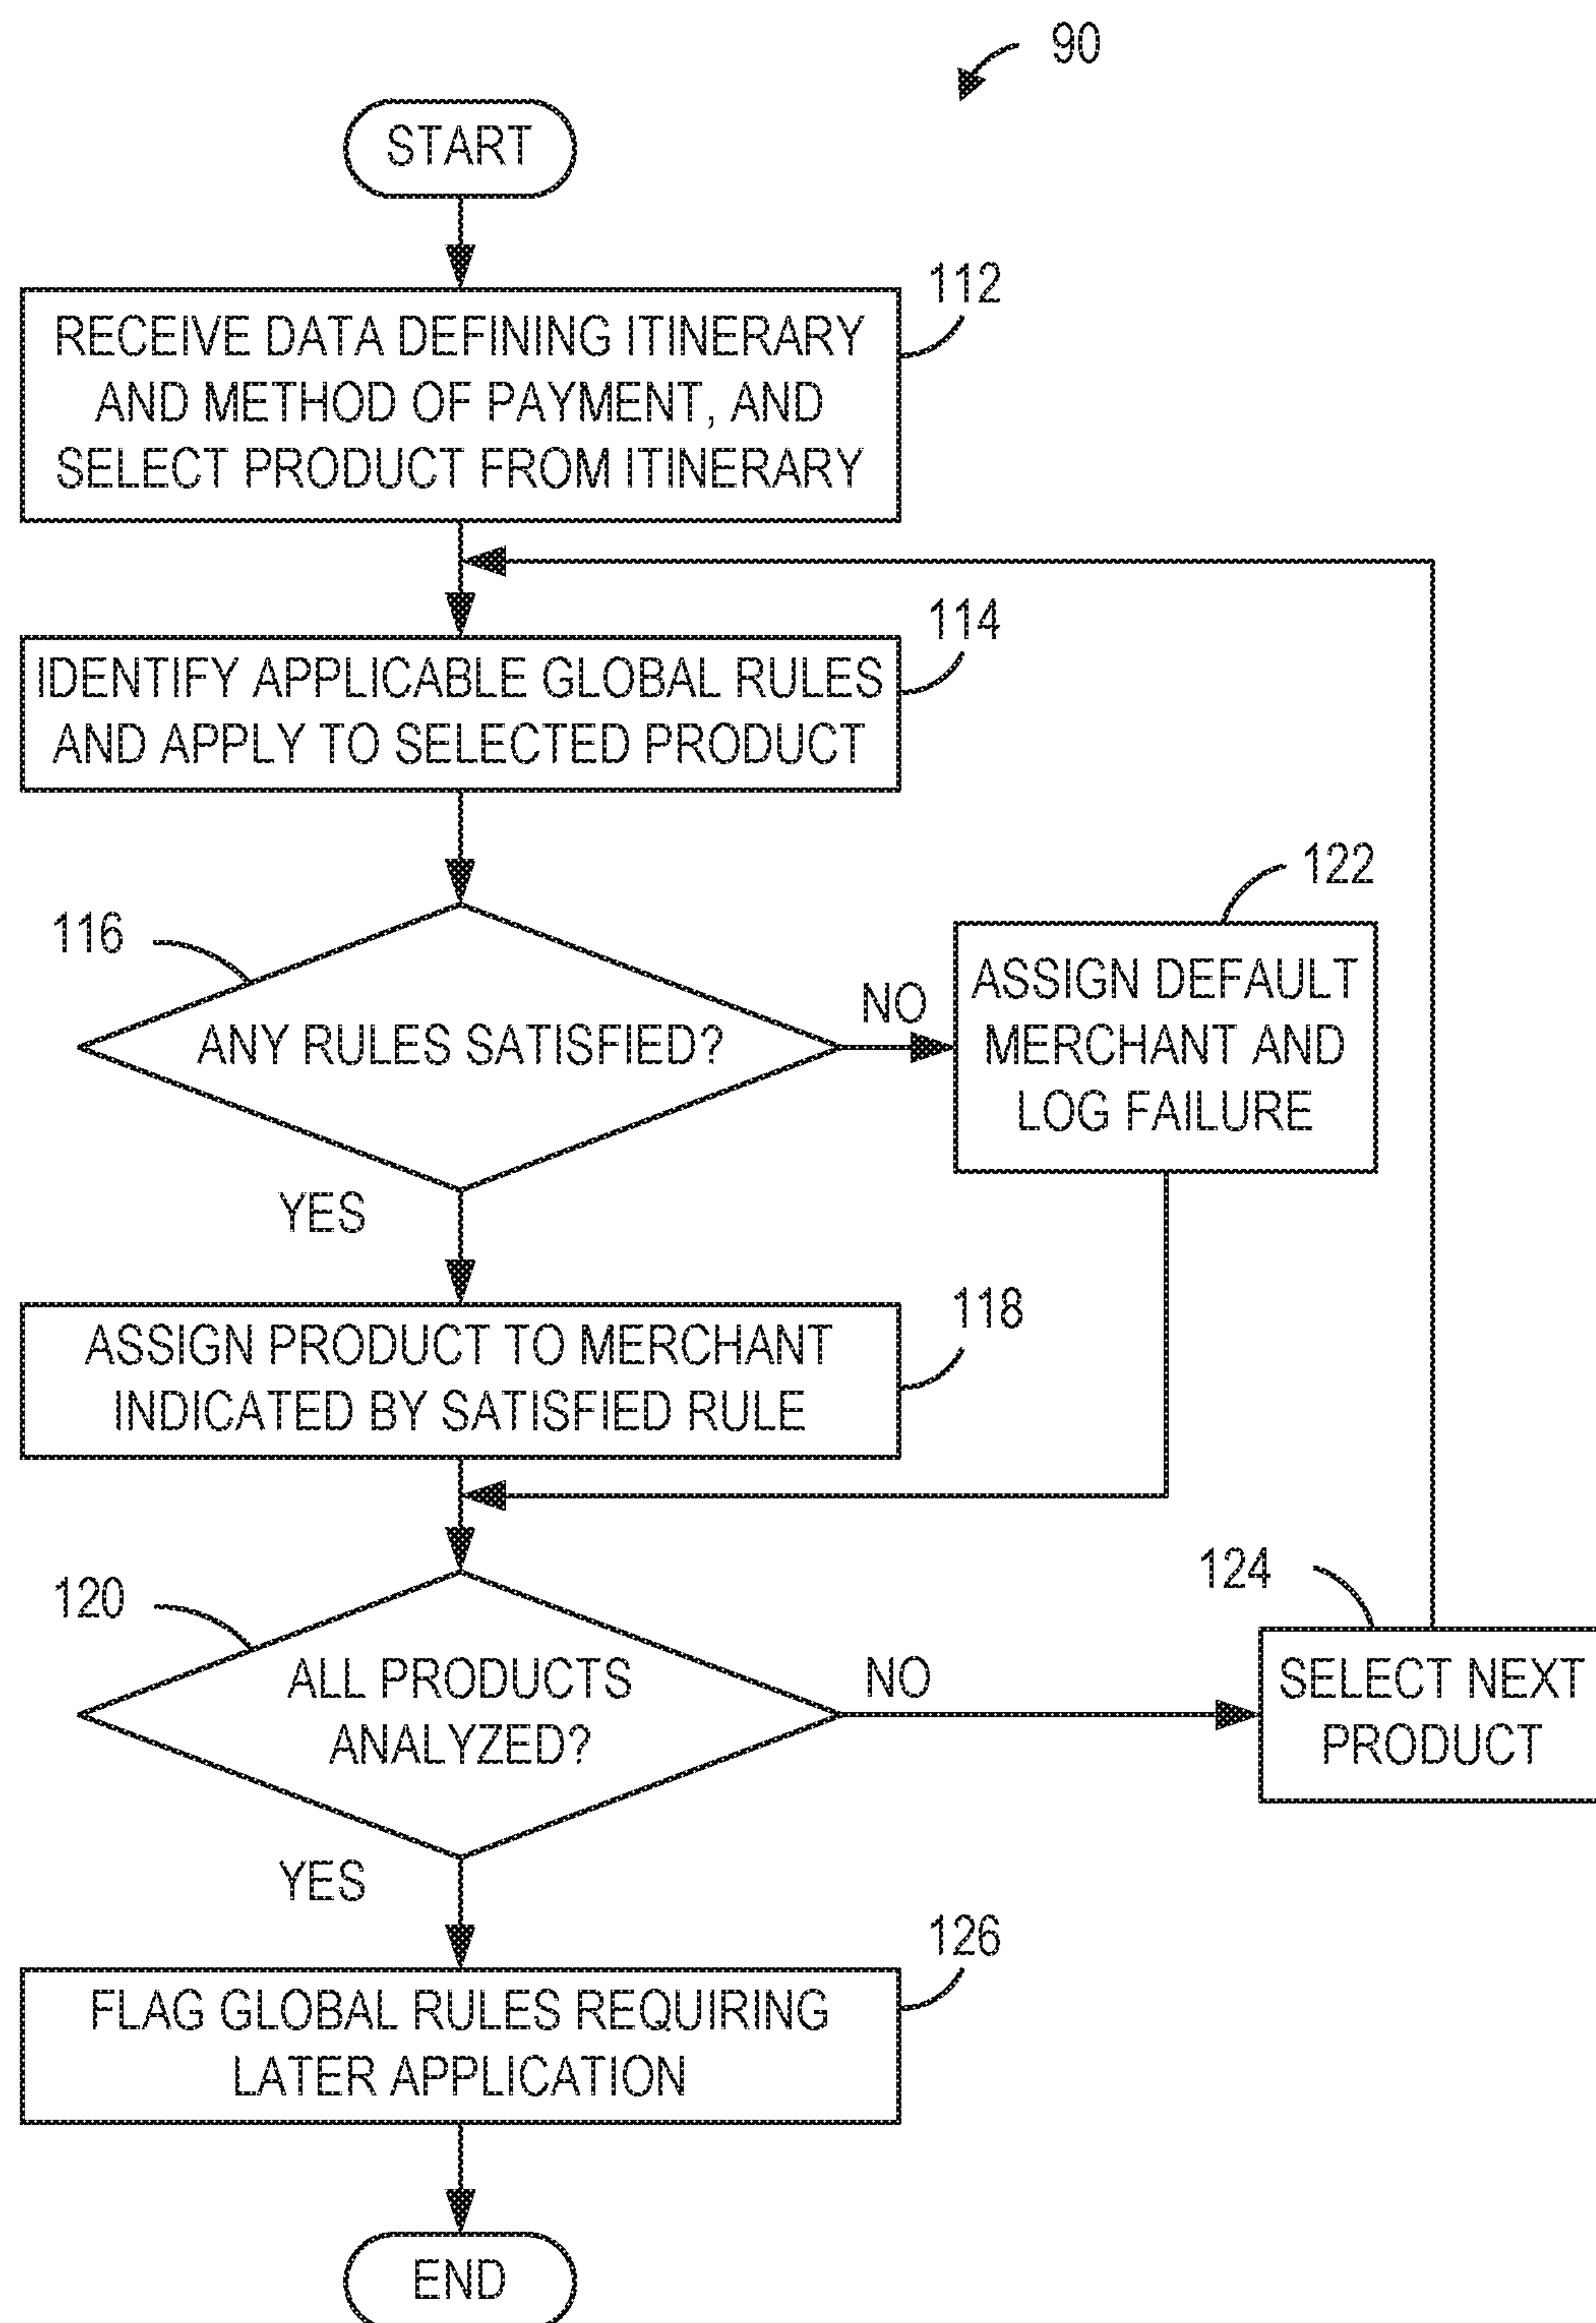 90
START
112
RECEIVE DATA DEFINING ITINERARY
AND METHOD OF PAYMENT, AND
SELECT PRODUCT FROM ITINERARY
114
IDENTIFY APPLICABLE GLOBAL RULES
AND APPLY TO SELECTED PRODUCT
116
ANY RULES SATISFIED?
NO
122
ASSIGN DEFAULT
MERCHANT AND
LOG FAILURE
YES
118
ASSIGN PRODUCT TO MERCHANT
INDICATED BY SATISFIED RULE
120
ALL PRODUCTS
ANALYZED?
NO
124
SELECT NEXT
PRODUCT
YES
126
FLAG GLOBAL RULES REQUIRING
LATER APPLICATION
END